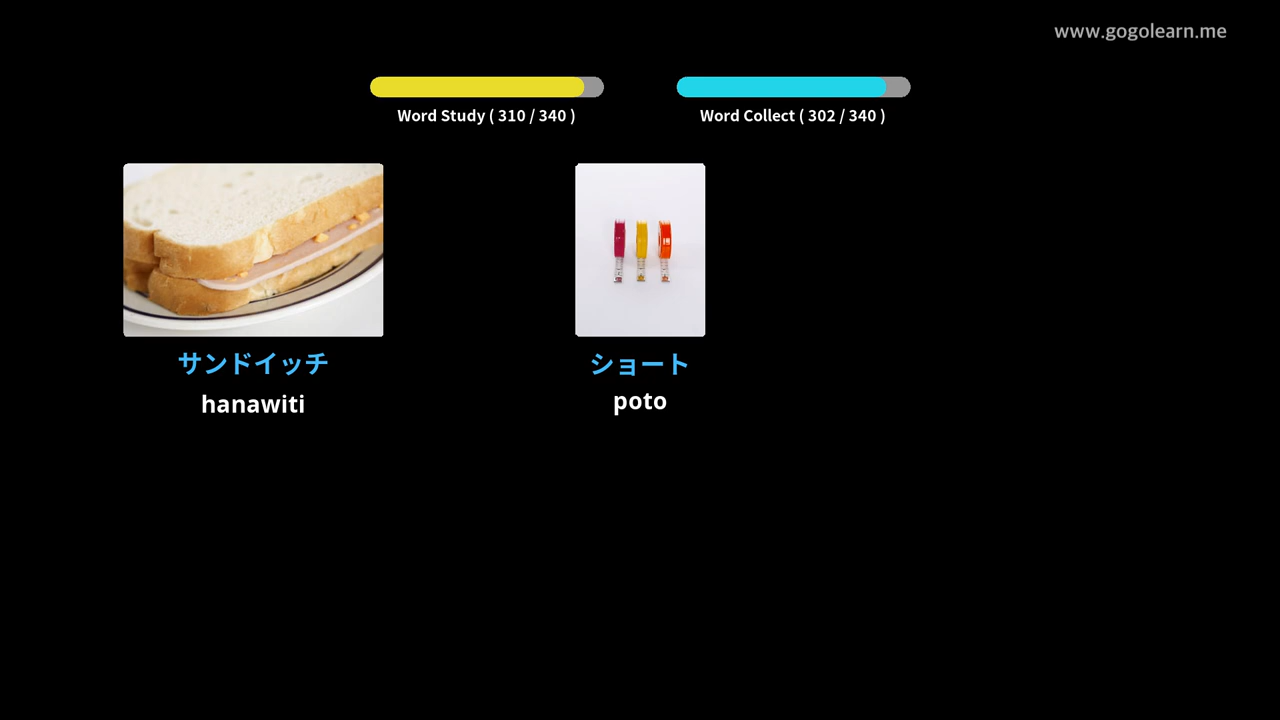 www.gogolearn.me
Word Study ( 310 / 340 )
Word Collect ( 302 / 340 )
サンドイッチ
hanawiti
ショート
poto